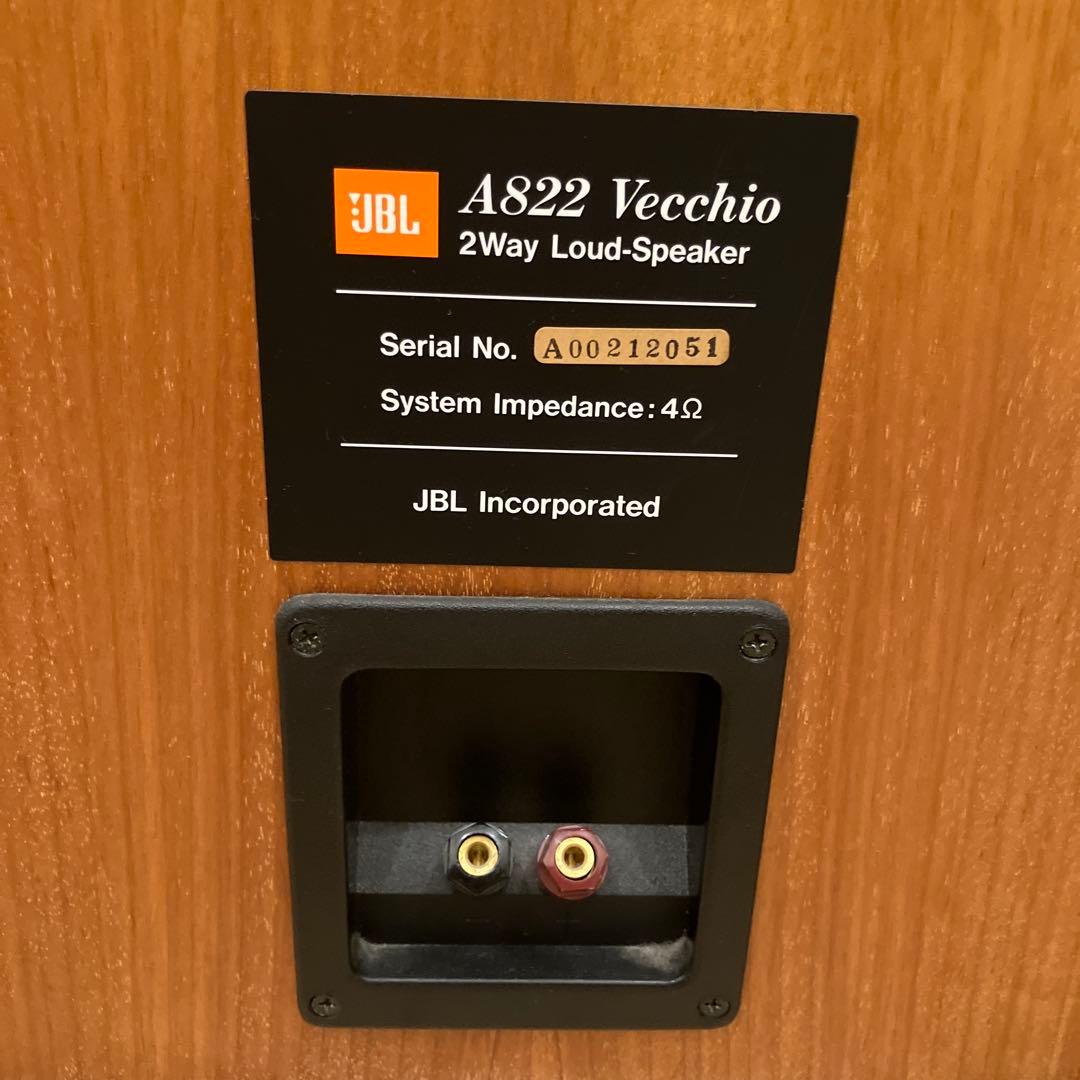 JBL
A822 Vecchio
2Way Loud-Speaker
Serial No. A00212051
System Impedance: 4Ω
JBL Incorporated